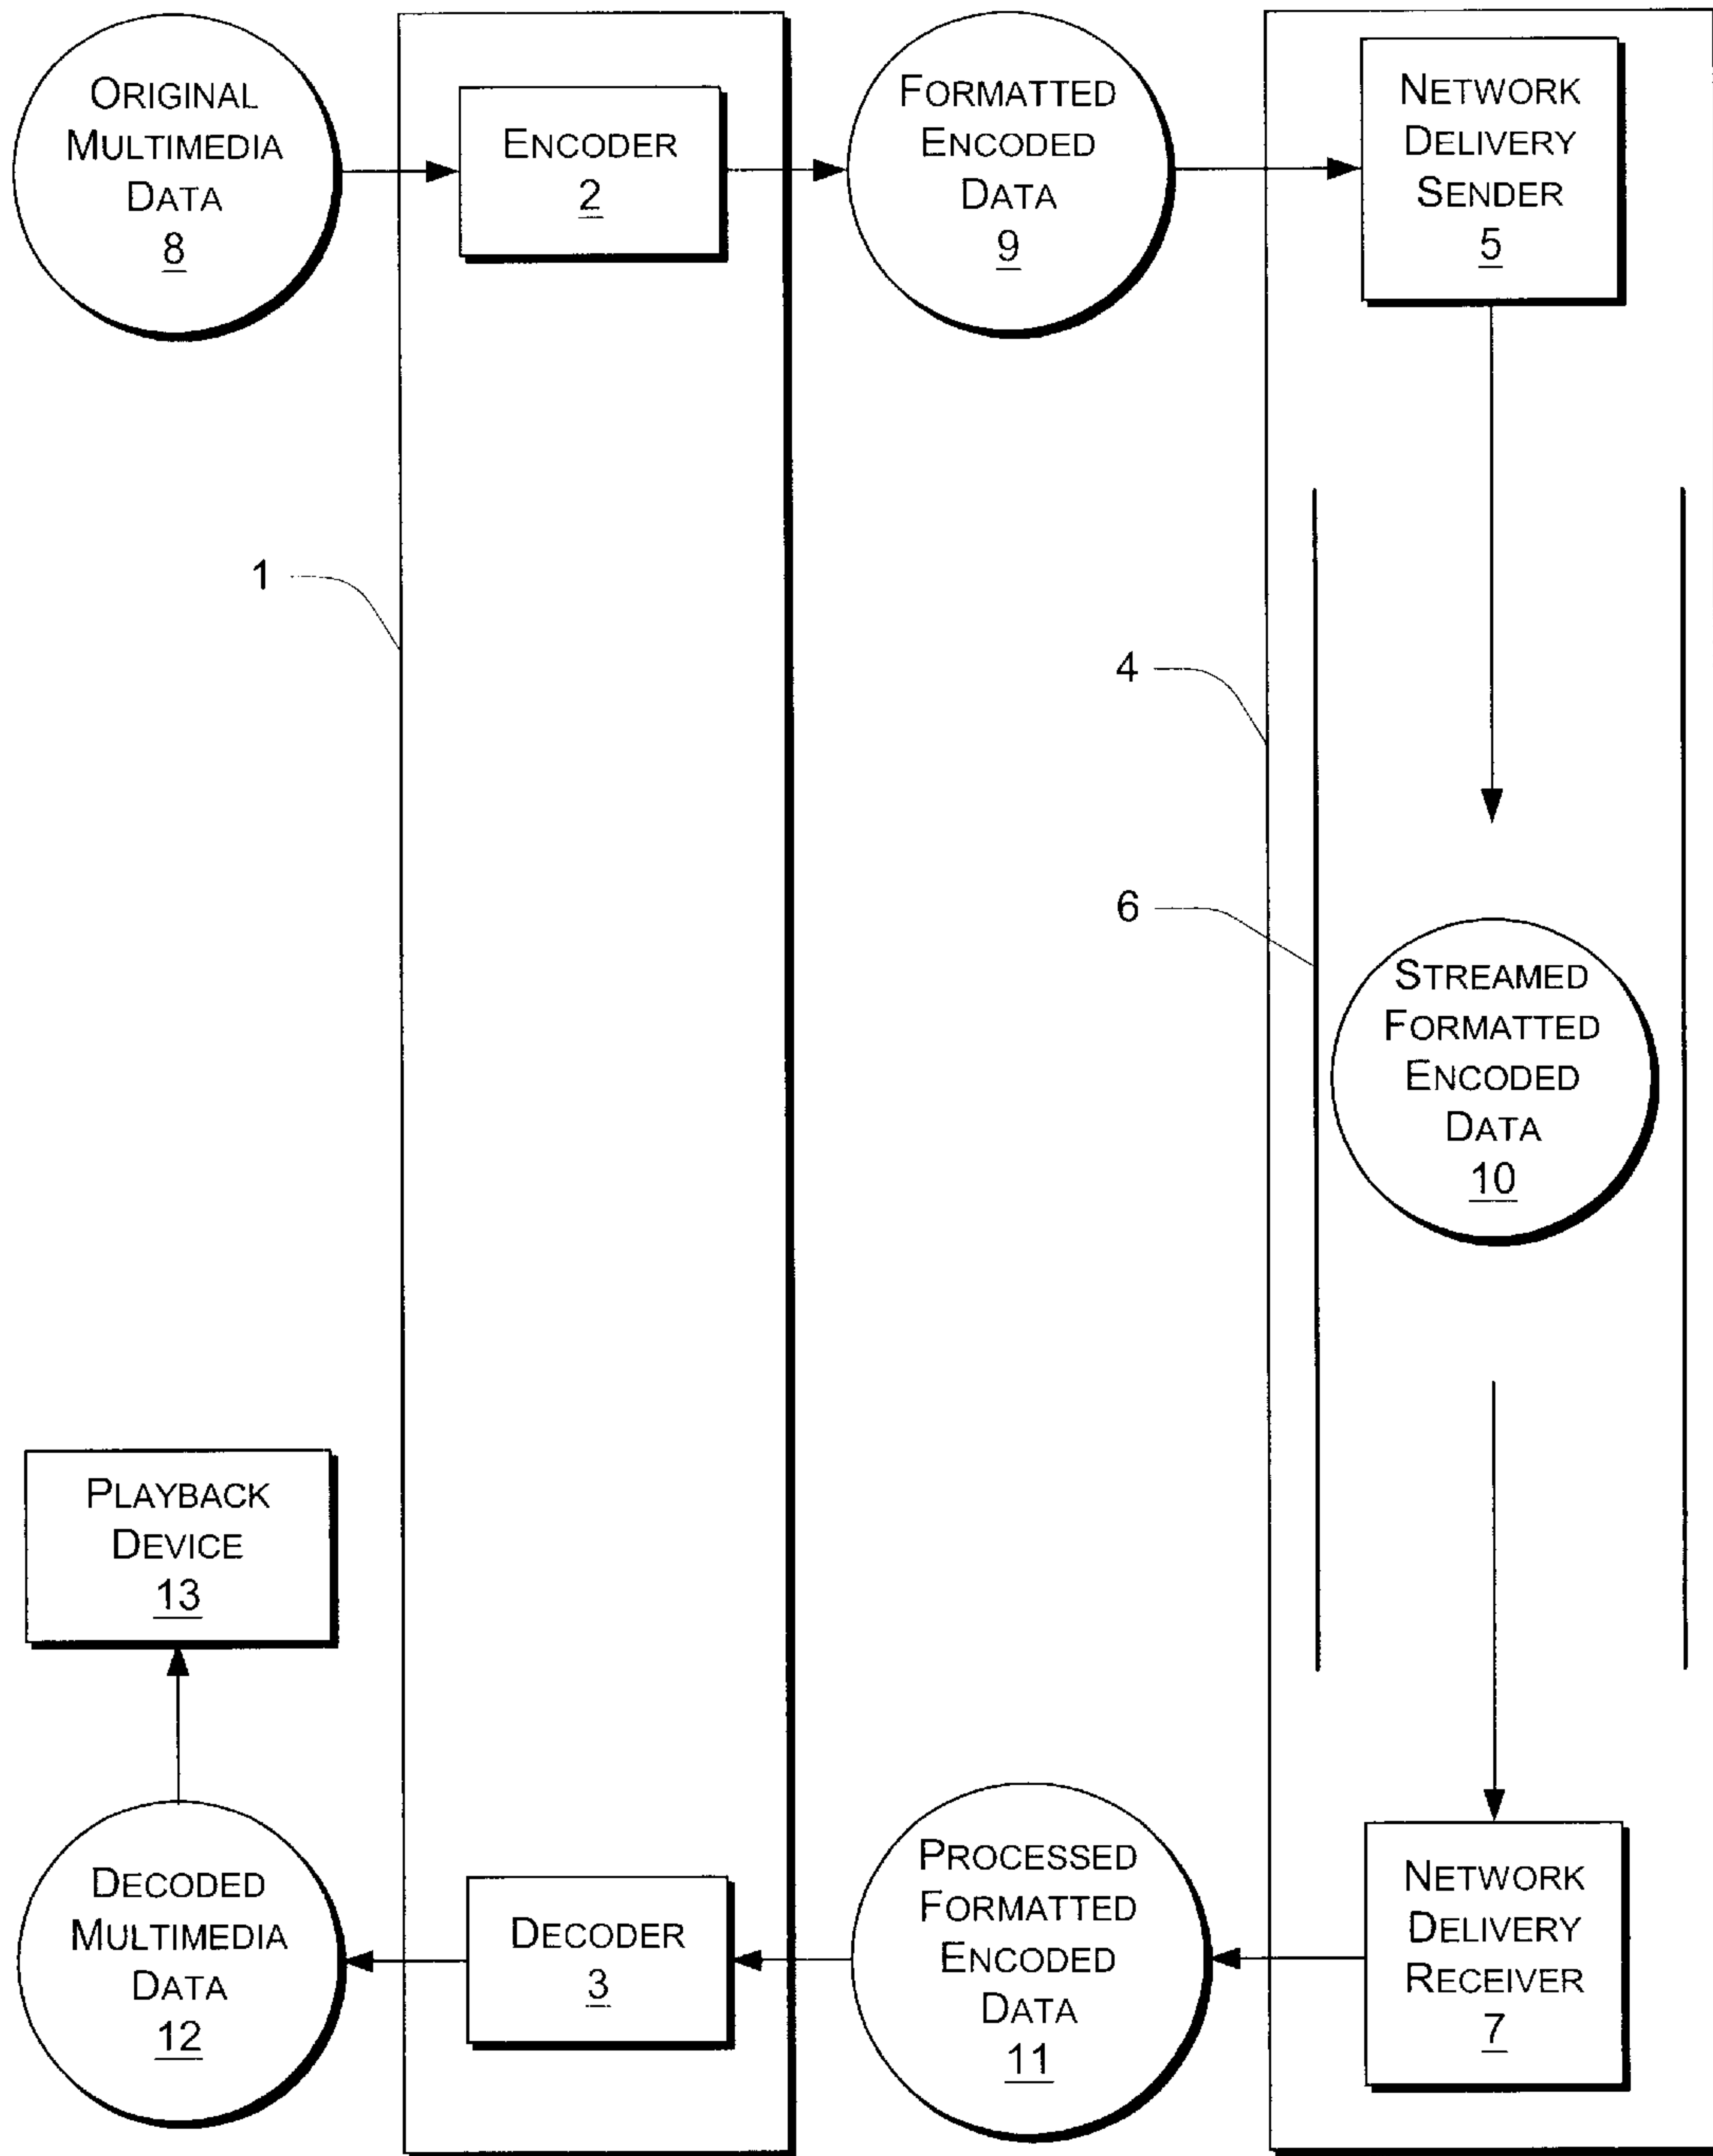 ORIGINAL
MULTIMEDIA
DATA
8
ENCODER
2
FORMATTED
ENCODED
DATA
9
NETWORK
DELIVERY
SENDER
5
1
4
6
STREAMED
FORMATTED
ENCODED
DATA
10
PLAYBACK
DEVICE
13
DECODED
MULTIMEDIA
DATA
12
DECODER
3
PROCESSED
FORMATTED
ENCODED
DATA
11
NETWORK
DELIVERY
RECEIVER
7